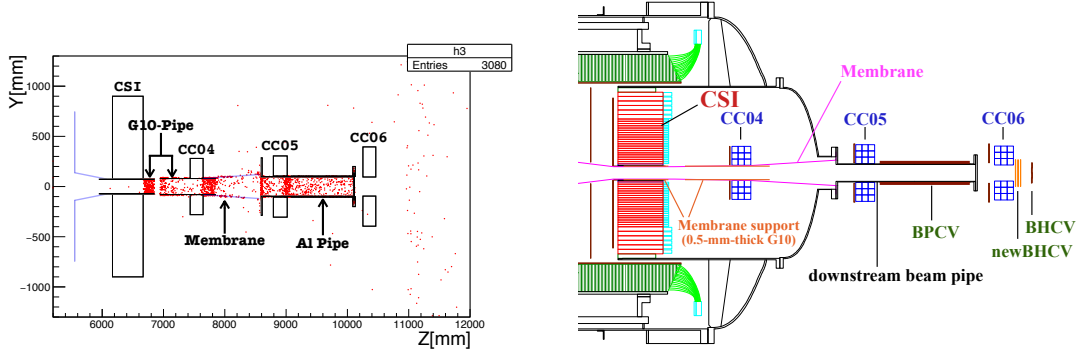 h3
Entries 3080
Y[mm]
1000
500
0
−500
−1000
CSI
G10-Pipe
CC04
CC05
CC06
Membrane
Al Pipe
6000 7000 8000 9000 10000 11000 12000
Z[mm]
Membrane
CSI
CC04
CC05
CC06
Membrane support
(0.5-mm-thick G10)
BPCV
BHCV
newBHCV
downstream beam pipe